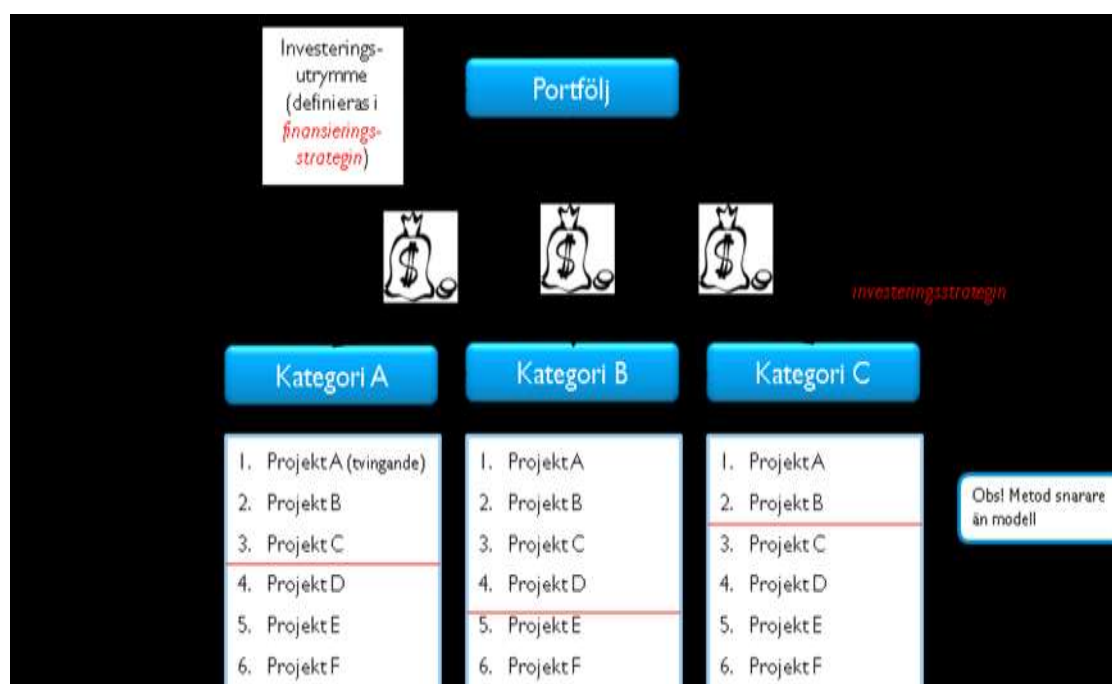 Investerings-
utrymme
(definieras i
finansierings-
strategin)
Portfölj
$
$
$
investeringsstrategin
Kategori A
Kategori B
Kategori C
1. Projekt A (tvingande)
2. Projekt B
3. Projekt C
4. Projekt D
5. Projekt E
6. Projekt F
1. Projekt A
2. Projekt B
3. Projekt C
4. Projekt D
5. Projekt E
6. Projekt F
1. Projekt A
2. Projekt B
3. Projekt C
4. Projekt D
5. Projekt E
6. Projekt F
Obs! Metod snarare
än modell